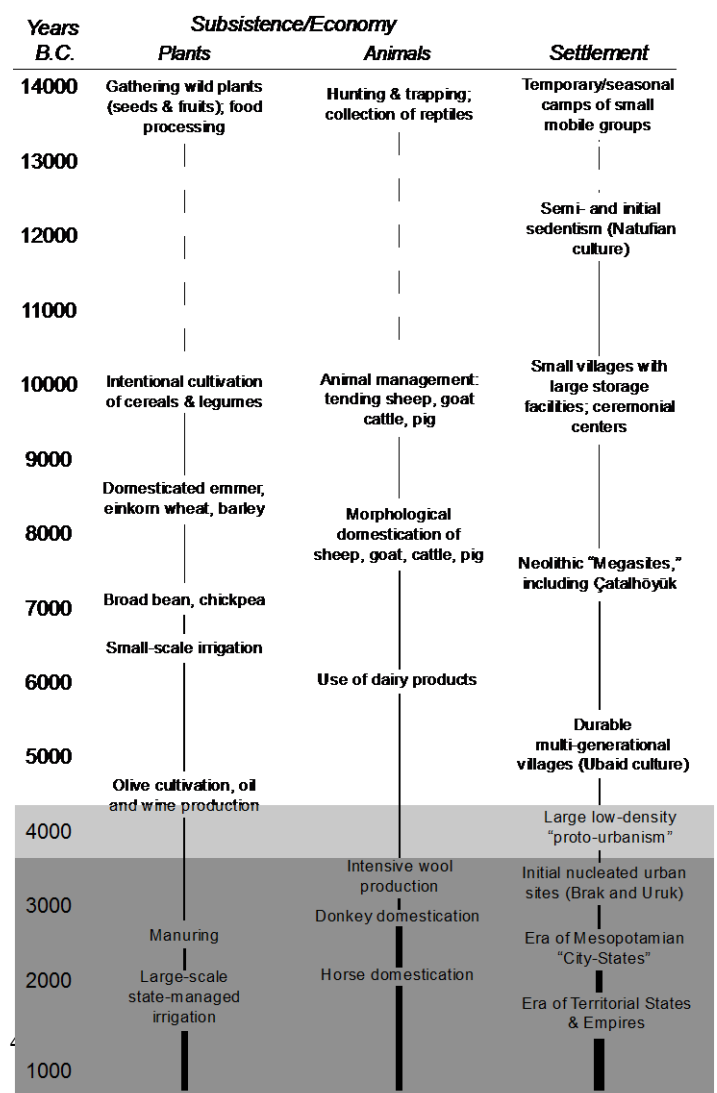 Years
B.C.
Subsistence/Economy
Plants
Animals
Settlement
14000
Gathering wild plants
(seeds & fruits); food
processing
Hunting & trapping;
collection of reptiles
Temporary/seasonal
camps of small
mobile groups
13000
Semi- and initial
sedentism (Natufian
culture)
12000
11000
10000
Intentional cultivation
of cereals & legumes
Animal management:
tending sheep, goat
cattle, pig
Small villages with
large storage
facilities; ceremonial
centers
9000
Domesticated emmer,
einkorn wheat, barley
8000
Morphological
domestication of
sheep, goat, cattle, pig
Neolithic "Megasites,"
including Çatalhöyük
7000
Broad bean, chickpea
Small-scale irrigation
6000
Use of dairy products
5000
Durable
multi-generational
villages (Ubaid culture)
Olive cultivation, oil
and wine production
4000
Large low-density
"proto-urbanism"
Intensive wool
production
Initial nucleated urban
sites (Brak and Uruk)
3000
Donkey domestication
Manuring
Era of Mesopotamian
"City-States"
2000
Large-scale
state-managed
irrigation
Horse domestication
Era of Territorial States
& Empires
1000